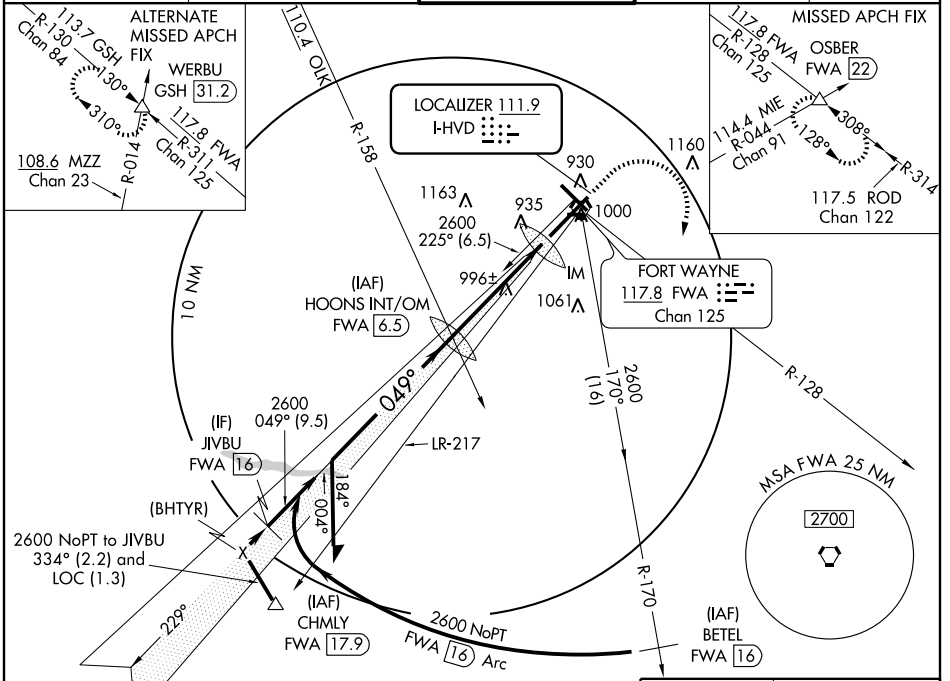 113.7 GSH
R-130
Chan 84
ALTERNATE
MISSED APCH
FIX
WERBU
GSH 31.2
130°
310°
117.8 FWA
R-311
Chan 125
R-014
108.6 MZZ
Chan 23
110.4 OLK
R-158
LOCALIZER 111.9
I-HVD
MISSED APCH FIX
117.8 FWA
R-128
Chan 125
OSBER
FWA 22
114.4 MIE
R-044
Chan 91
308°
128°
R-314
117.5 ROD
Chan 122
10 NM
1163
935
930
1160
1000
2600
225° (6.5)
996±
IM
1061
(IAF)
HOONS INT/OM
FWA 6.5
FORT WAYNE
117.8 FWA
Chan 125
R-128
2600
170°
(16)
R-170
049°
2600
049° (9.5)
(IF)
JIVBU
FWA 16
LR-217
184°
004°
(BHTYR)
2600 NoPT to JIVBU
334° (2.2) and
LOC (1.3)
229°
(IAF)
CHMLY
FWA 17.9
2600 NoPT
FWA 16 Arc
(IAF)
BETEL
FWA 16
MSA FWA 25 NM
2700